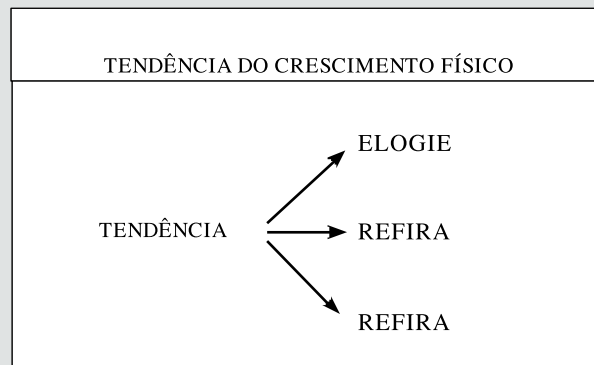 TENDÊNCIA DO CRESCIMENTO FÍSICO
ELOGIE
TENDÊNCIA
REFIRA
REFIRA